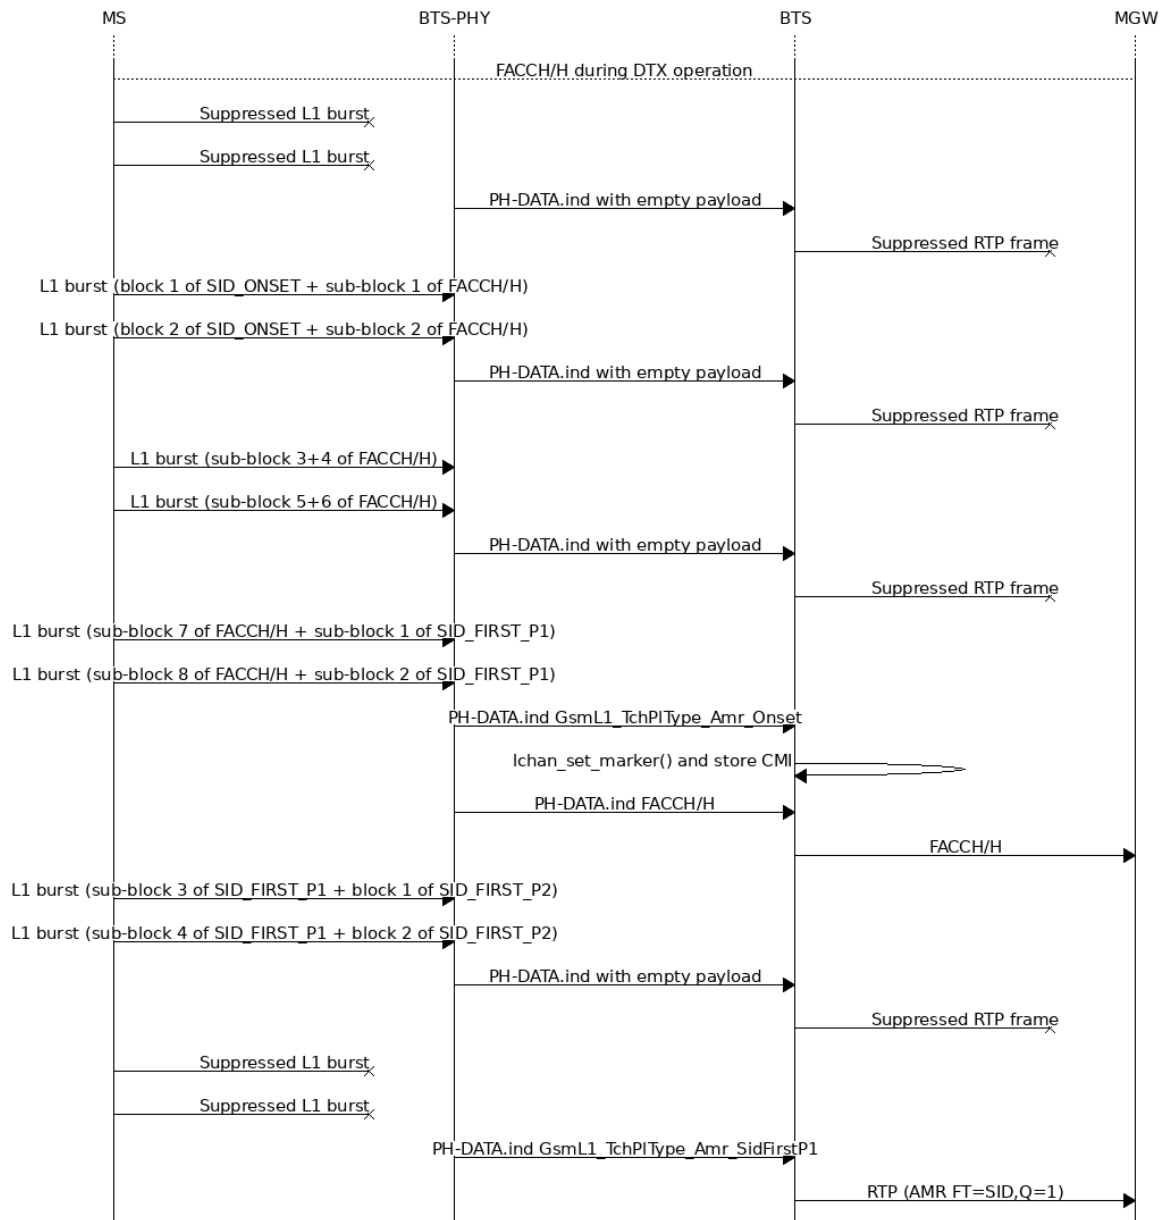 MS BTS-PHY BTS MGW
FACCH/H during DTX operation
Suppressed L1 burst
Suppressed L1 burst
PH-DATA.ind with empty payload
Suppressed RTP frame
L1 burst (block 1 of SID_ONSET + sub-block 1 of FACCH/H)
L1 burst (block 2 of SID_ONSET + sub-block 2 of FACCH/H)
PH-DATA.ind with empty payload
Suppressed RTP frame
L1 burst (sub-block 3+4 of FACCH/H)
L1 burst (sub-block 5+6 of FACCH/H)
PH-DATA.ind with empty payload
Suppressed RTP frame
L1 burst (sub-block 7 of FACCH/H + sub-block 1 of SID_FIRST_P1)
L1 burst (sub-block 8 of FACCH/H + sub-block 2 of SID_FIRST_P1)
PH-DATA.ind GsmL1_TchPlType_Amr_Onset
lchan_set_marker() and store CMI
PH-DATA.ind FACCH/H
FACCH/H
L1 burst (sub-block 3 of SID_FIRST_P1 + block 1 of SID_FIRST_P2)
L1 burst (sub-block 4 of SID_FIRST_P1 + block 2 of SID_FIRST_P2)
PH-DATA.ind with empty payload
Suppressed RTP frame
Suppressed L1 burst
Suppressed L1 burst
PH-DATA.ind GsmL1_TchPlType_Amr_SidFirstP1
RTP (AMR FT=SID,Q=1)